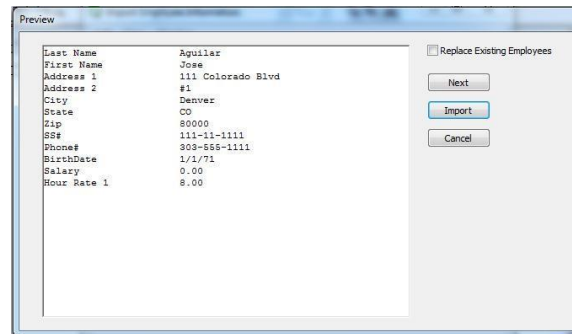 Preview
Last Name Aguilar
First Name Jose
Address 1 111 Colorado Blvd
Address 2 #1
City Denver
State CO
Zip 80000
SS# 111-11-1111
Phone# 303-555-1111
BirthDate 1/1/71
Salary 0.00
Hour Rate 1 8.00
Replace Existing Employees
Next
Import
Cancel